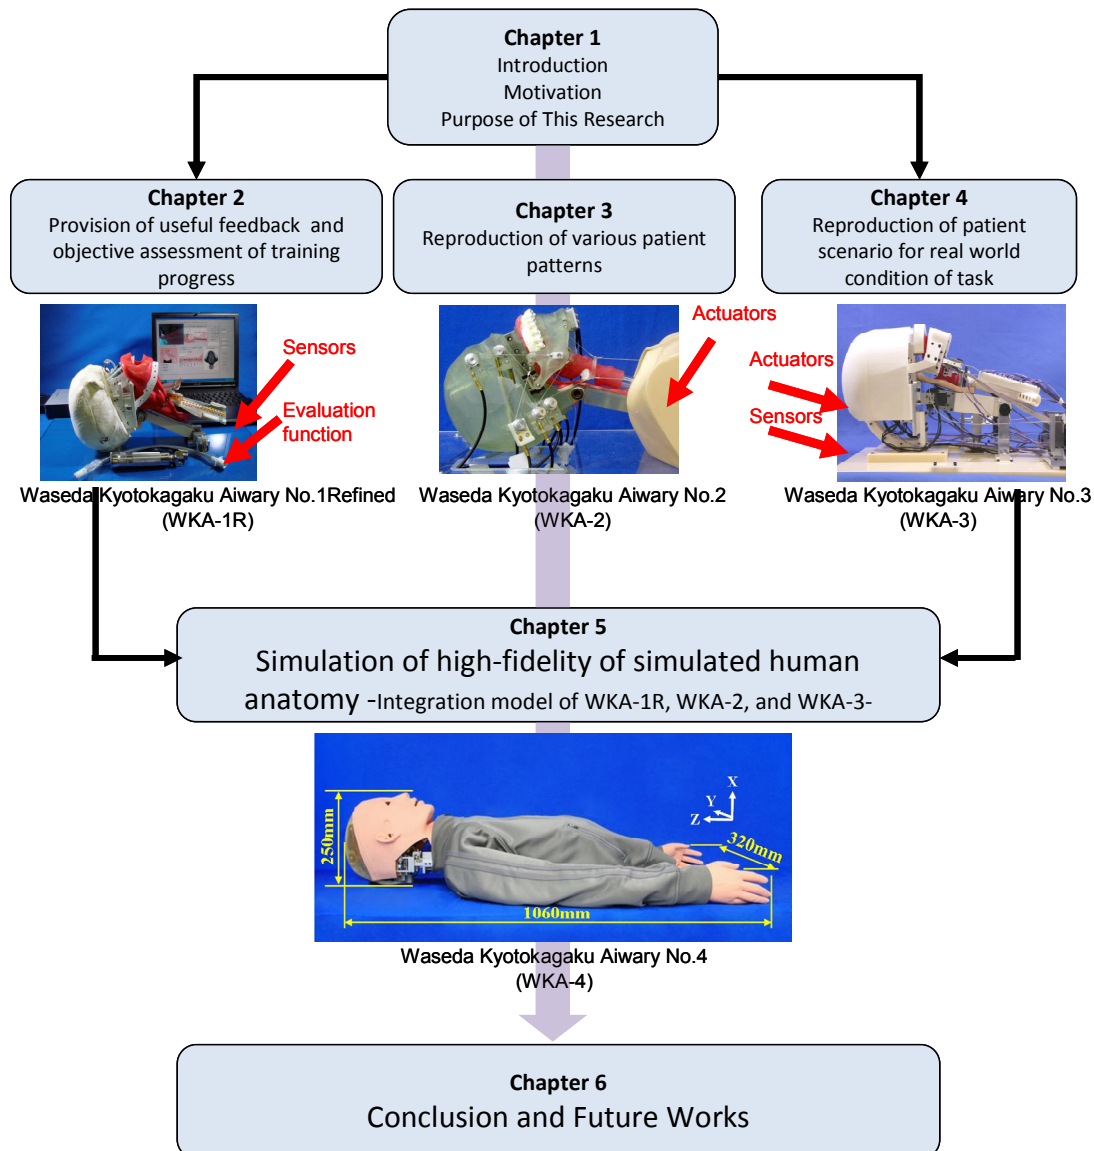 Chapter 1
Introduction
Motivation
Purpose of This Research
Chapter 2
Provision of useful feedback and
objective assessment of training
progress
Chapter 3
Reproduction of various patient
patterns
Chapter 4
Reproduction of patient
scenario for real world
condition of task
Sensors
Evaluation
function
Waseda Kyotokagaku Aiwary No.1Refined
(WKA-1R)
Actuators
Waseda Kyotokagaku Aiwary No.2
(WKA-2)
Actuators
Sensors
Waseda Kyotokagaku Aiwary No.3
(WKA-3)
Chapter 5
Simulation of high-fidelity of simulated human
anatomy -Integration model of WKA-1R, WKA-2, and WKA-3-
X
Y
Z
250mm
320mm
1060mm
Waseda Kyotokagaku Aiwary No.4
(WKA-4)
Chapter 6
Conclusion and Future Works